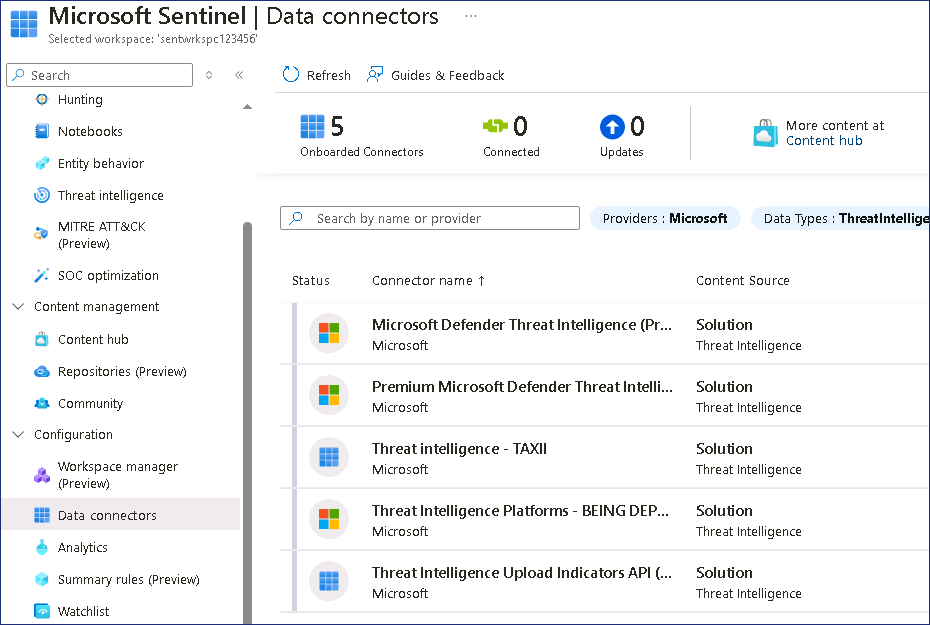 Microsoft Sentinel | Data connectors ...
Selected workspace: 'sentwrkspc123456'
Search
Hunting
Notebooks
Entity behavior
Threat intelligence
MITRE ATT&CK
(Preview)
SOC optimization
Content management
Content hub
Repositories (Preview)
Community
Configuration
Workspace manager
(Preview)
Data connectors
Analytics
Summary rules (Preview)
Watchlist
Refresh
Guides & Feedback
5
Onboarded Connectors
0
Connected
0
Updates
More content at
Content hub
Search by name or provider
Providers : Microsoft
Data Types : ThreatIntellige
Status Connector name ↑ Content Source
Microsoft Defender Threat Intelligence (Pr... Solution
Microsoft Threat Intelligence
Premium Microsoft Defender Threat Intelli... Solution
Microsoft Threat Intelligence
Threat intelligence - TAXII Solution
Microsoft Threat Intelligence
Threat Intelligence Platforms - BEING DEP... Solution
Microsoft Threat Intelligence
Threat Intelligence Upload Indicators API (... Solution
Microsoft Threat Intelligence